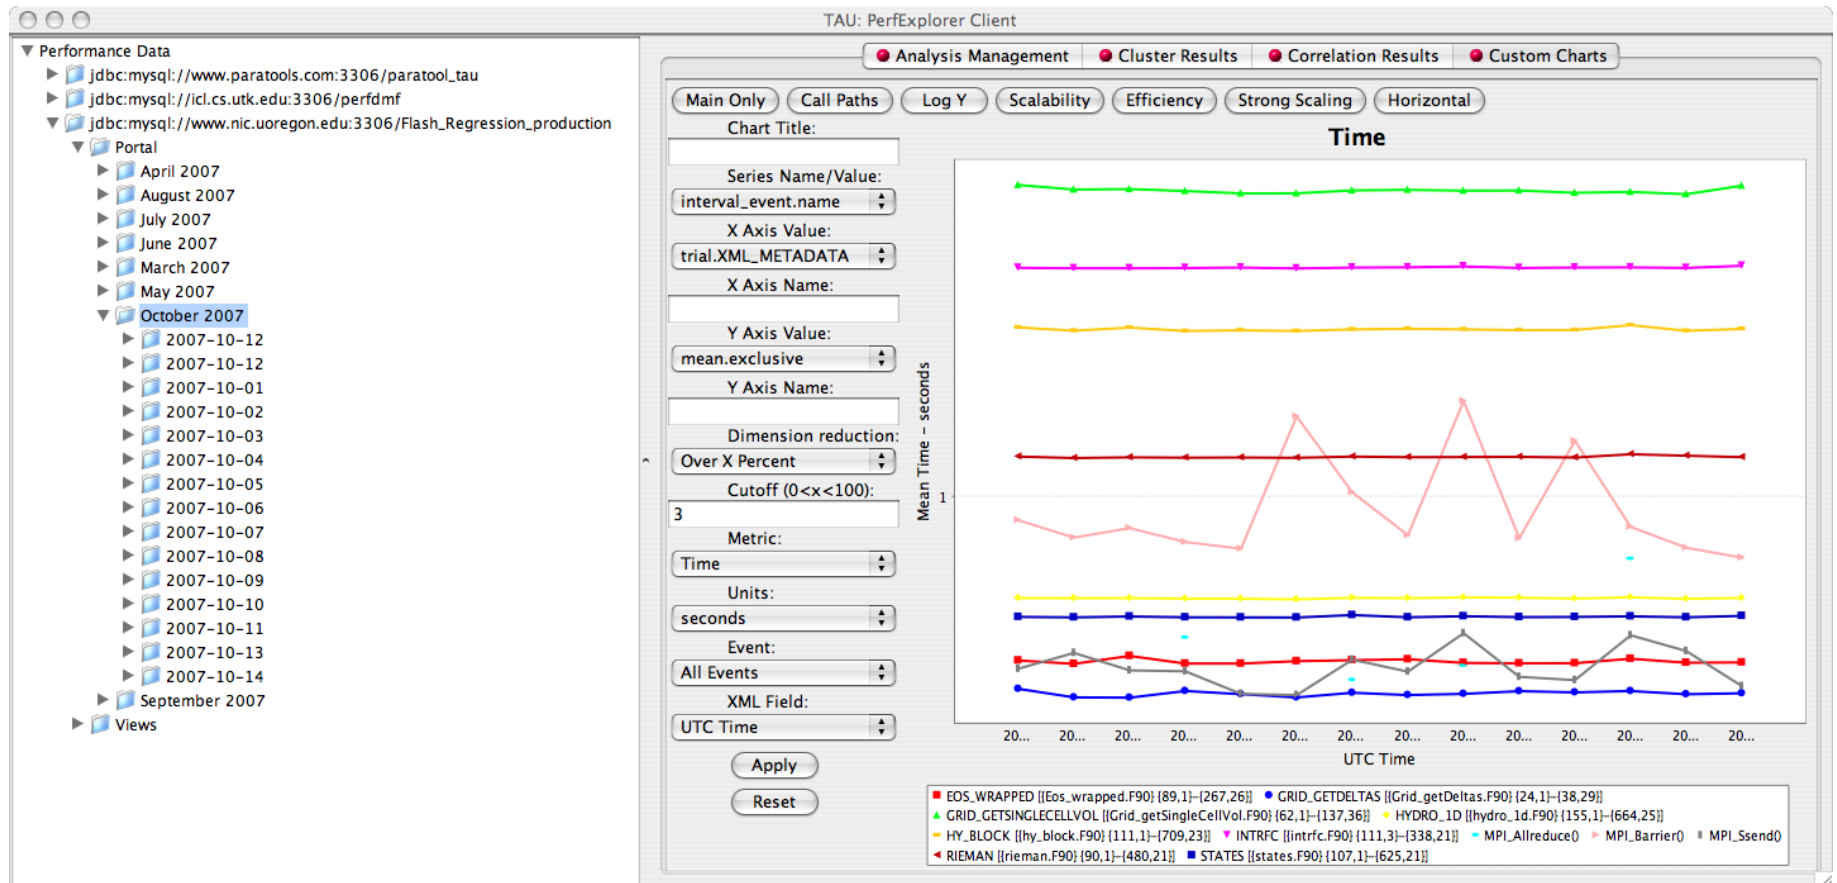 TAU: PerfExplorer Client
Performance Data
jdbc:mysql://www.paratools.com:3306/paratool_tau
jdbc:mysql://icl.cs.utk.edu:3306/perfdmf
jdbc:mysql://www.nic.uoregon.edu:3306/Flash_Regression_production
Portal
April 2007
August 2007
July 2007
June 2007
March 2007
May 2007
October 2007
2007-10-12
2007-10-12
2007-10-01
2007-10-02
2007-10-03
2007-10-04
2007-10-05
2007-10-06
2007-10-07
2007-10-08
2007-10-09
2007-10-10
2007-10-11
2007-10-13
2007-10-14
September 2007
Views
Analysis Management Cluster Results Correlation Results Custom Charts
Main Only Call Paths Log Y Scalability Efficiency Strong Scaling Horizontal
Chart Title:
Series Name/Value:
interval_event.name
X Axis Value:
trial.XML_METADATA
X Axis Name:
Y Axis Value:
mean.exclusive
Y Axis Name:
Dimension reduction:
Over X Percent
Cutoff (0<x<100):
3
Metric:
Time
Units:
seconds
Event:
All Events
XML Field:
UTC Time
Apply
Reset
Time
Mean Time - seconds
1
20... 20... 20... 20... 20... 20... 20... 20... 20... 20... 20... 20... 20... 20...
UTC Time
EOS_WRAPPED [{Eos_wrapped.F90} {89,1}-{267,26}] GRID_GETDELTAS [{Grid_getDeltas.F90} {24,1}-{38,29}]
GRID_GETSINGLECELLVOL [{Grid_getSingleCellVol.F90} {62,1}-{137,36}] HYDRO_1D [{hydro_1d.F90} {155,1}-{664,25}]
HY_BLOCK [{hy_block.F90} {111,1}-{709,23}] INTRFC [{intrfc.F90} {111,3}-{338,21}] MPI_Allreduce() MPI_Barrier() MPI_Ssend()
RIEMAN [{rieman.F90} {90,1}-{480,21}] STATES [{states.F90} {107,1}-{625,21}]